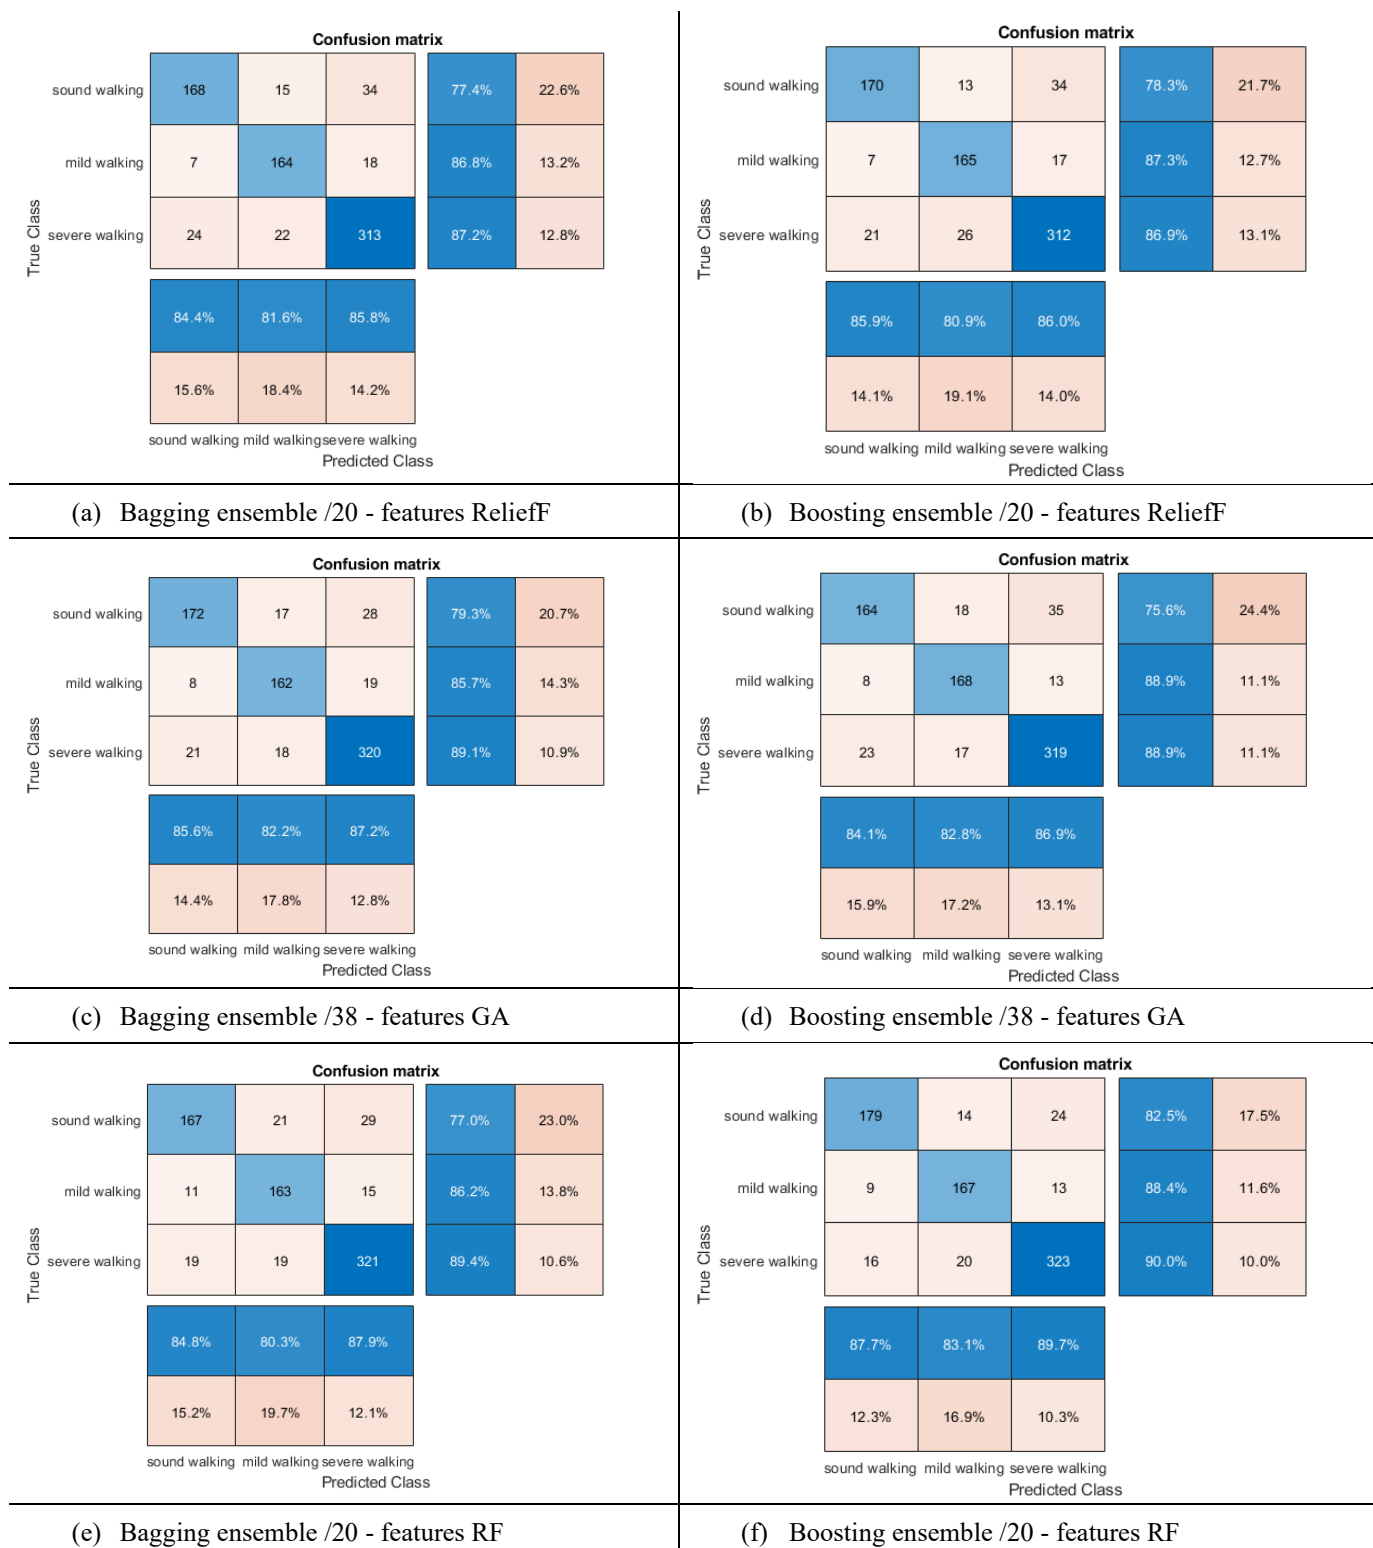 Confusion matrix
sound walking 168 15 34 77.4% 22.6%
mild walking 7 164 18 86.8% 13.2%
severe walking 24 22 313 87.2% 12.8%
True Class
84.4% 81.6% 85.8%
15.6% 18.4% 14.2%
sound walking mild walking severe walking
Predicted Class
(a) Bagging ensemble /20 - features ReliefF
Confusion matrix
sound walking 170 13 34 78.3% 21.7%
mild walking 7 165 17 87.3% 12.7%
severe walking 21 26 312 86.9% 13.1%
True Class
85.9% 80.9% 86.0%
14.1% 19.1% 14.0%
sound walking mild walking severe walking
Predicted Class
(b) Boosting ensemble /20 - features ReliefF
Confusion matrix
sound walking 172 17 28 79.3% 20.7%
mild walking 8 162 19 85.7% 14.3%
severe walking 21 18 320 89.1% 10.9%
True Class
85.6% 82.2% 87.2%
14.4% 17.8% 12.8%
sound walking mild walking severe walking
Predicted Class
(c) Bagging ensemble /38 - features GA
Confusion matrix
sound walking 164 18 35 75.6% 24.4%
mild walking 8 168 13 88.9% 11.1%
severe walking 23 17 319 88.9% 11.1%
True Class
84.1% 82.8% 86.9%
15.9% 17.2% 13.1%
sound walking mild walking severe walking
Predicted Class
(d) Boosting ensemble /38 - features GA
Confusion matrix
sound walking 167 21 29 77.0% 23.0%
mild walking 11 163 15 86.2% 13.8%
severe walking 19 19 321 89.4% 10.6%
True Class
84.8% 80.3% 87.9%
15.2% 19.7% 12.1%
sound walking mild walking severe walking
Predicted Class
(e) Bagging ensemble /20 - features RF
Confusion matrix
sound walking 179 14 24 82.5% 17.5%
mild walking 9 167 13 88.4% 11.6%
severe walking 16 20 323 90.0% 10.0%
True Class
87.7% 83.1% 89.7%
12.3% 16.9% 10.3%
sound walking mild walking severe walking
Predicted Class
(f) Boosting ensemble /20 - features RF